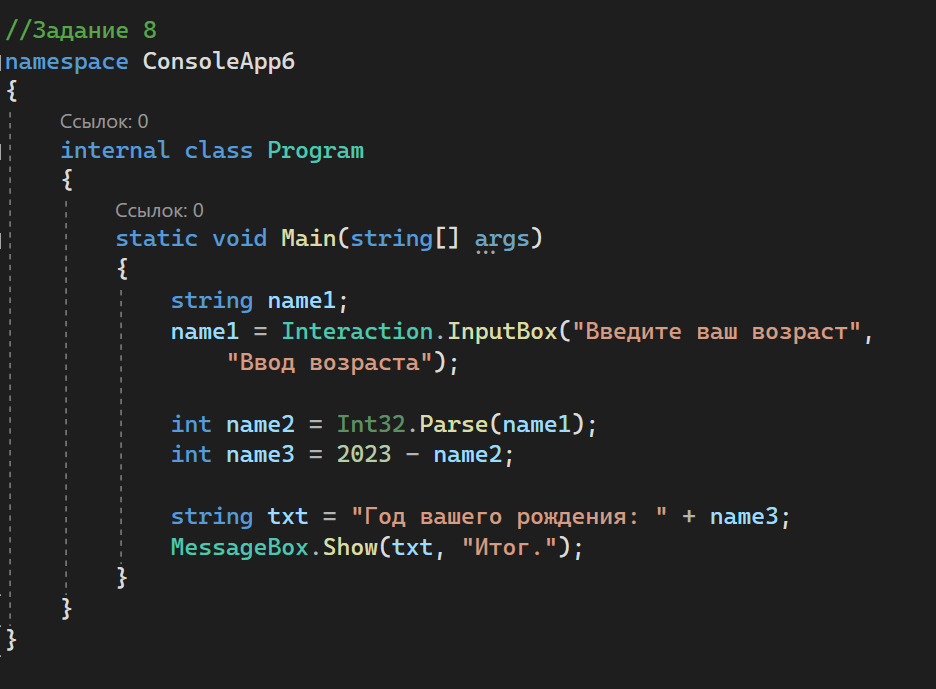 //Задание 8
namespace ConsoleApp6
{
Ссылок: 0
internal class Program
{
Ссылок: 0
static void Main(string[] args)
{
string name1;
name1 = Interaction.InputBox("Введите ваш возраст",
"Ввод возраста");
int name2 = Int32.Parse(name1);
int name3 = 2023 - name2;
string txt = "Год вашего рождения: " + name3;
MessageBox.Show(txt, "Итог.");
}
}
}